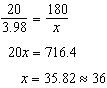 20/3.98 = 180/x
20x = 716.4
x = 35.82 ≈ 36